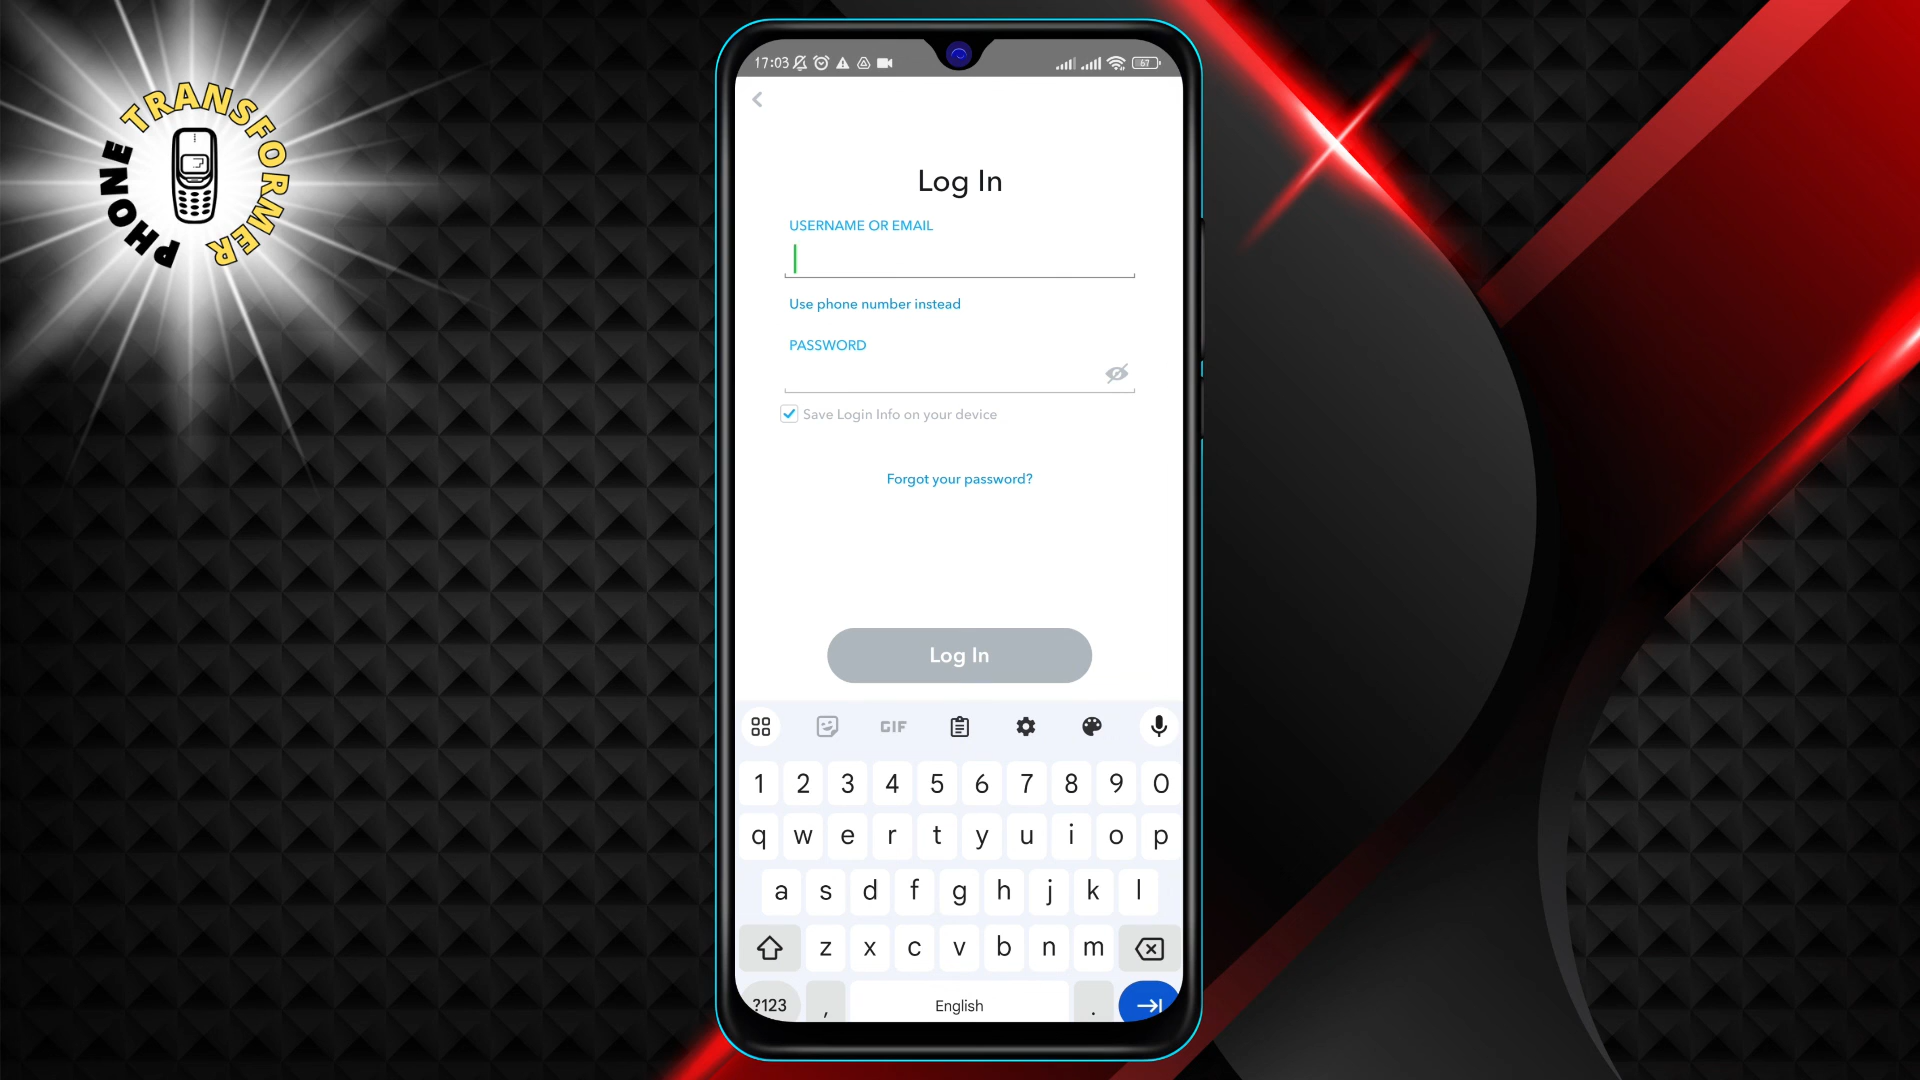 PHONE TRANSFORMER
17:03
67
Log In
USERNAME OR EMAIL
Use phone number instead
PASSWORD
Save Login Info on your device
Forgot your password?
Log In
GIF
1 2 3 4 5 6 7 8 9 0
q w e r t y u i o p
a s d f g h j k l
z x c v b n m
?123 , English .